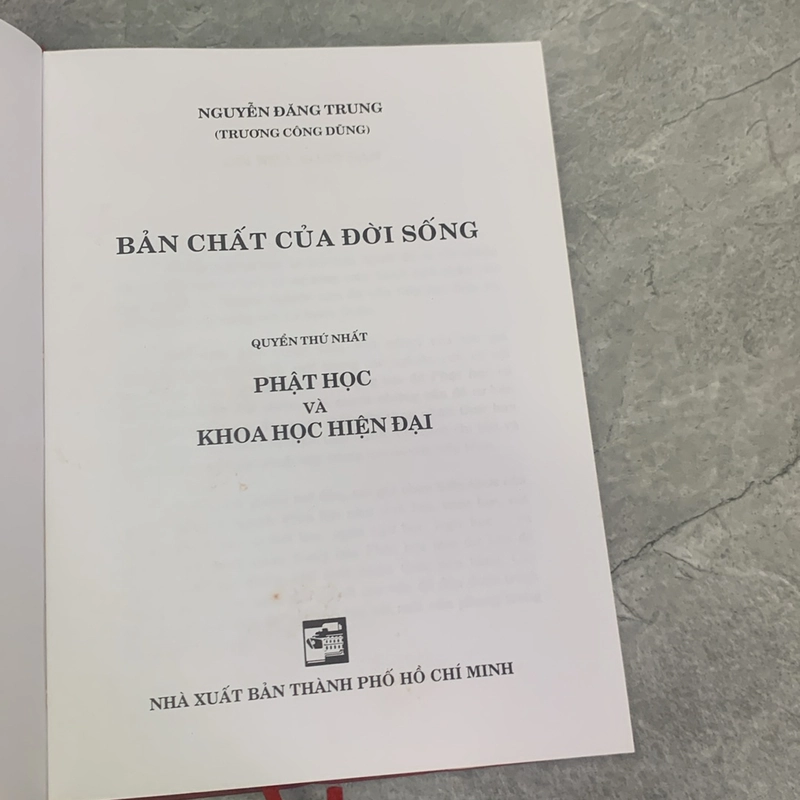 NGUYỄN ĐĂNG TRUNG
(TRƯƠNG CÔNG DŨNG)
BẢN CHẤT CỦA ĐỜI SỐNG
QUYỂN THỨ NHẤT
PHẬT HỌC
VÀ
KHOA HỌC HIỆN ĐẠI
NHÀ XUẤT BẢN THÀNH PHỐ HỒ CHÍ MINH